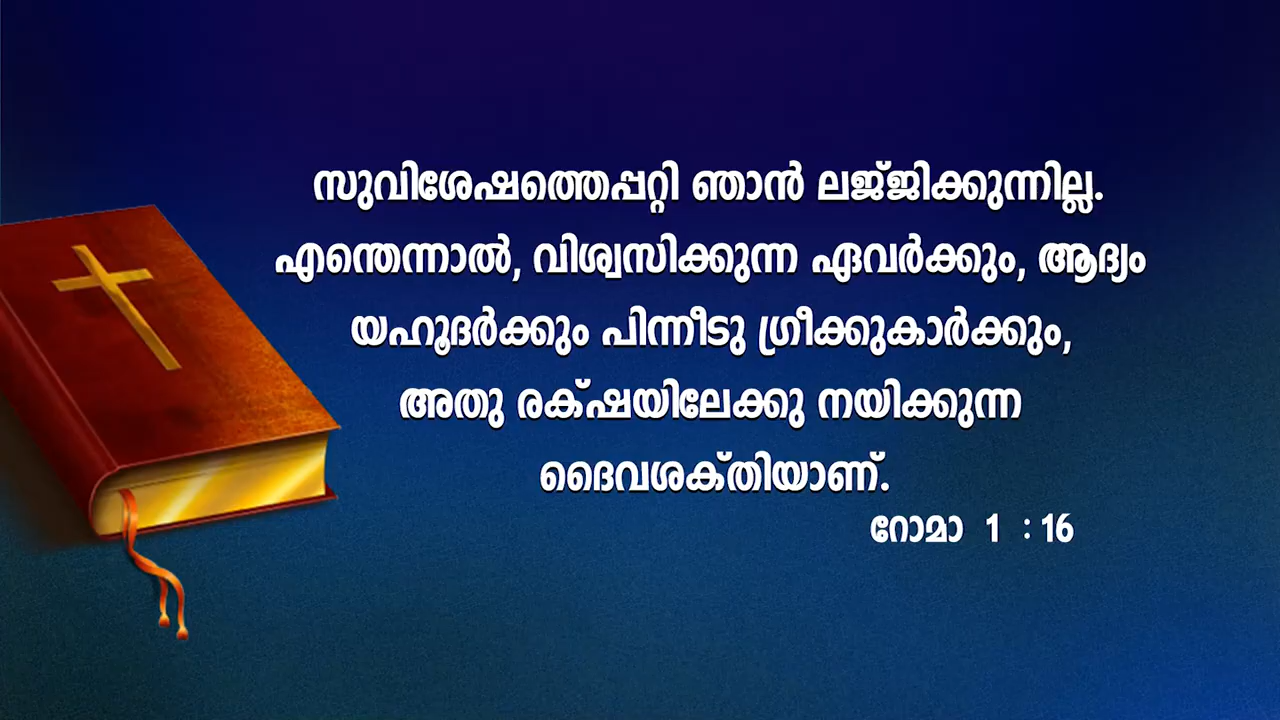 സുവിശേഷത്തെപ്പറ്റി ഞാൻ ലജ്ജിക്കുന്നില്ല.
എന്തെന്നാൽ, വിശ്വസിക്കുന്ന ഏവർക്കും, ആദ്യം
യഹൂദർക്കും പിന്നീടു ഗ്രീക്കുകാർക്കും,
അതു രക്ഷയിലേക്കു നയിക്കുന്ന
ദൈവശക്തിയാണ്.
റോമാ 1 : 16